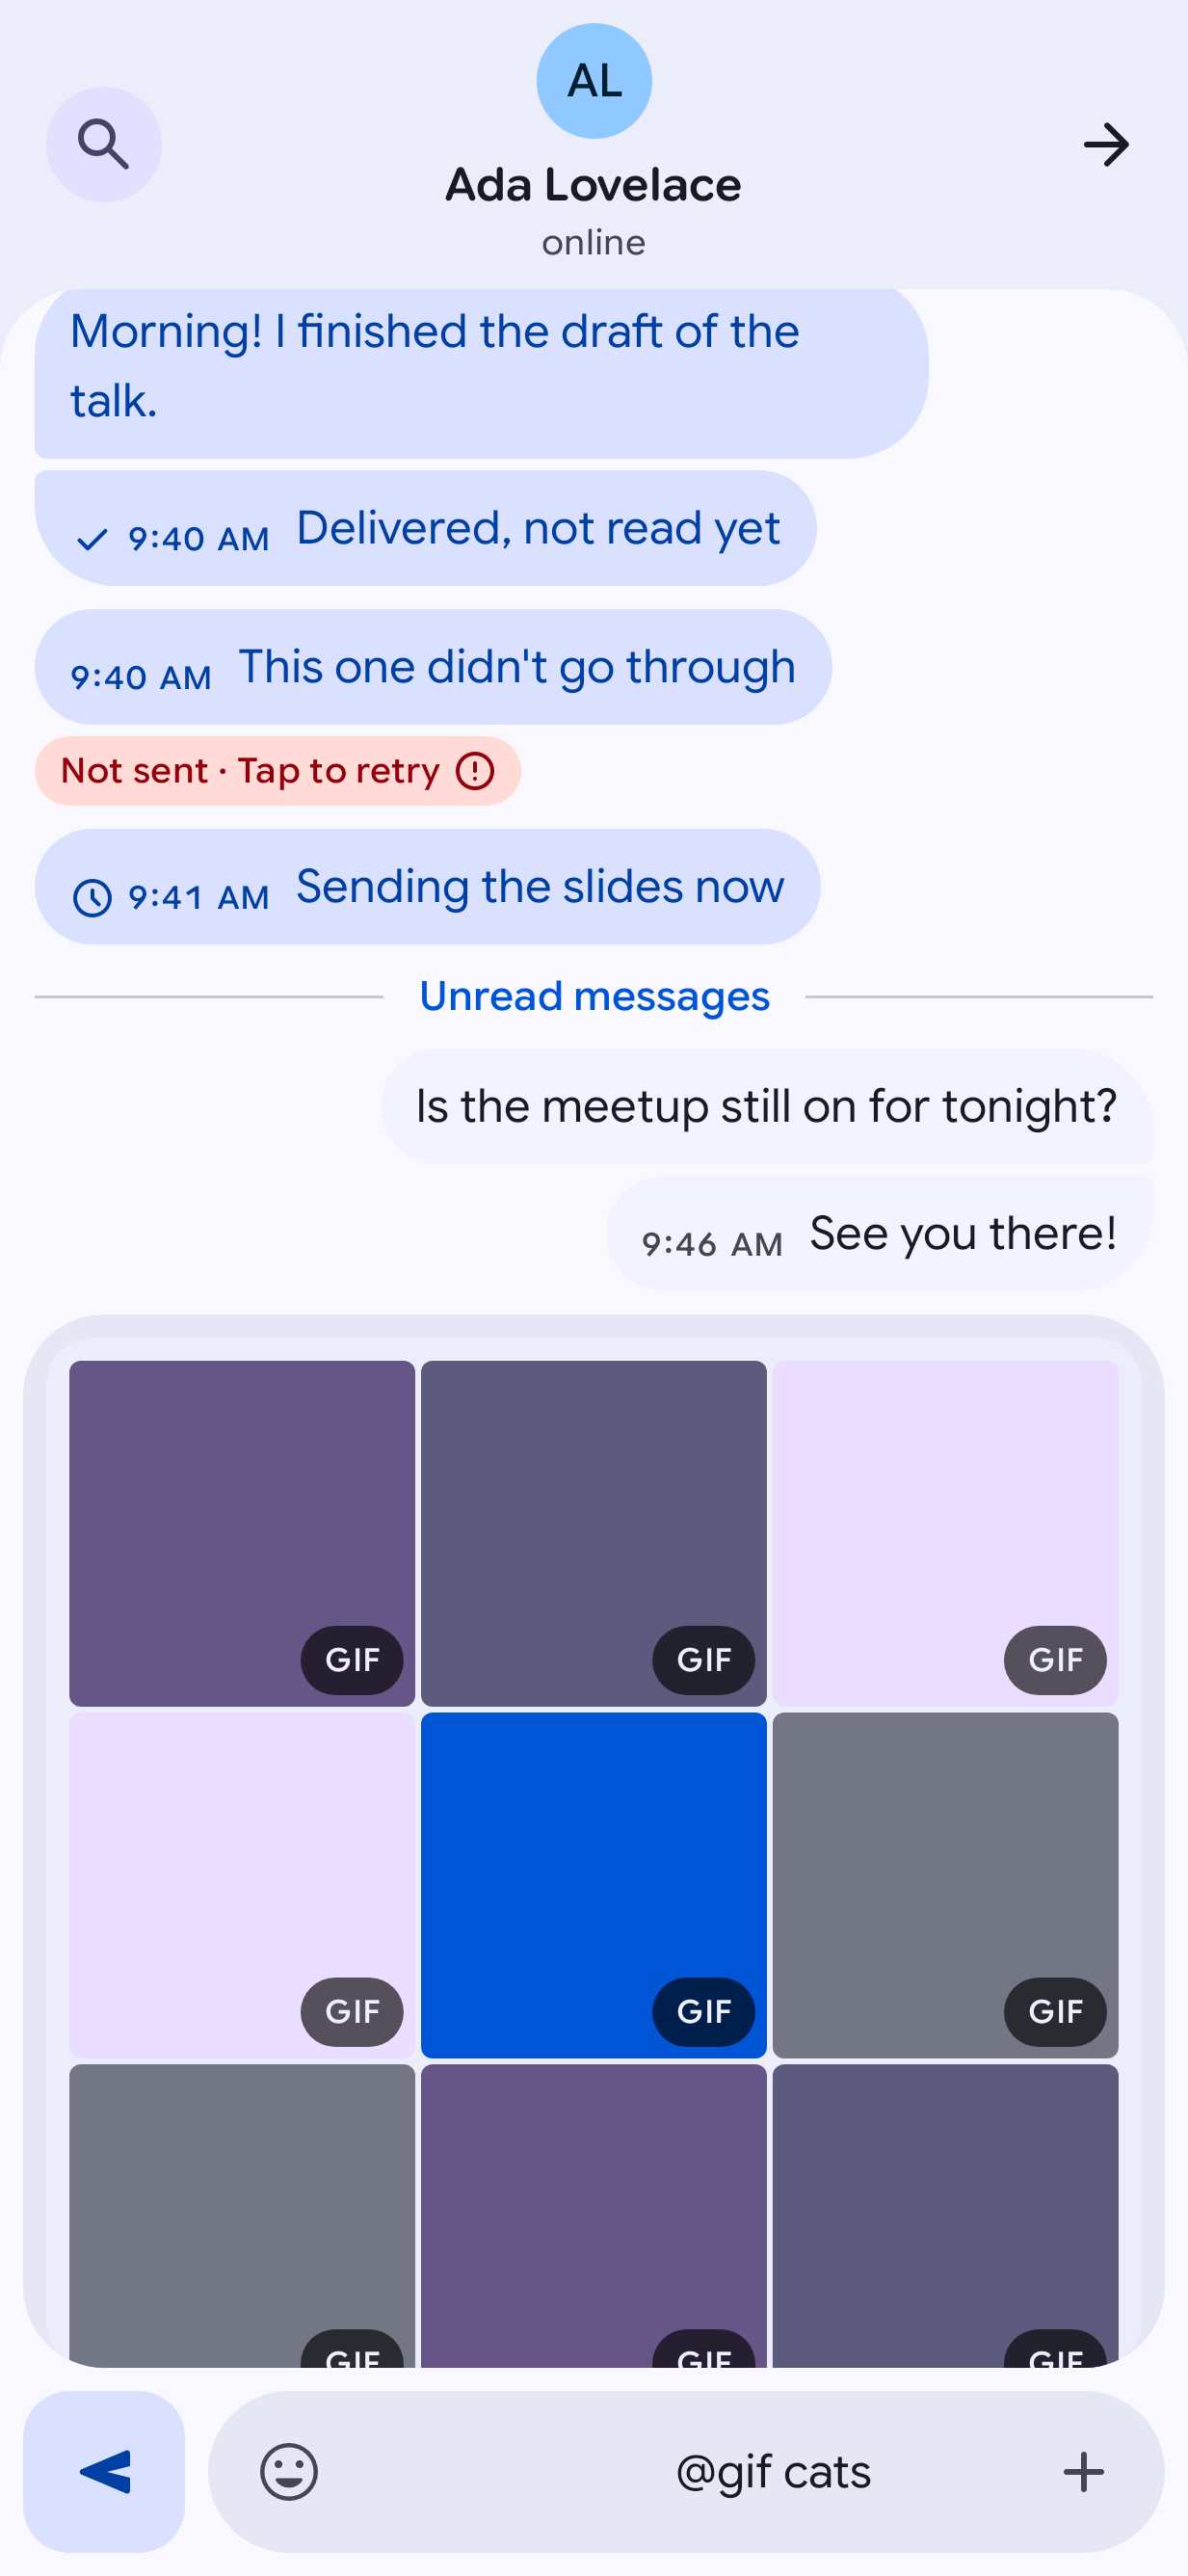 AL
Ada Lovelace
online
Morning! I finished the draft of the
talk.
9:40 AM Delivered, not read yet
9:40 AM This one didn't go through
Not sent · Tap to retry
9:41 AM Sending the slides now
Unread messages
Is the meetup still on for tonight?
9:46 AM See you there!
GIF GIF GIF
GIF GIF GIF
GIF GIF GIF
@gif cats